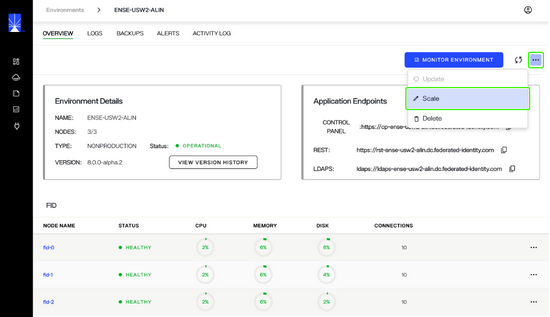 Environments > ENSE-USW2-ALIN
OVERVIEW LOGS BACKUPS ALERTS ACTIVITY LOG
MONITOR ENVIRONMENT
Update
Scale
Delete
Environment Details
NAME: ENSE-USW2-ALIN
NODES: 3/3
TYPE: NONPRODUCTION Status: OPERATIONAL
VERSION: 8.0.0-alpha.2 VIEW VERSION HISTORY
Application Endpoints
CONTROL PANEL
REST: https://rst-ense-usw2-alin.dc.federated-identity.com
LDAPS: ldaps://ldaps-ense-usw2-alin.dc.federated-identity.com
FID
NODE NAME STATUS CPU MEMORY DISK CONNECTIONS
fid-0 HEALTHY 2% 6% 6% 10
fid-1 HEALTHY 2% 6% 4% 10
fid-2 HEALTHY 2% 6% 2% 10